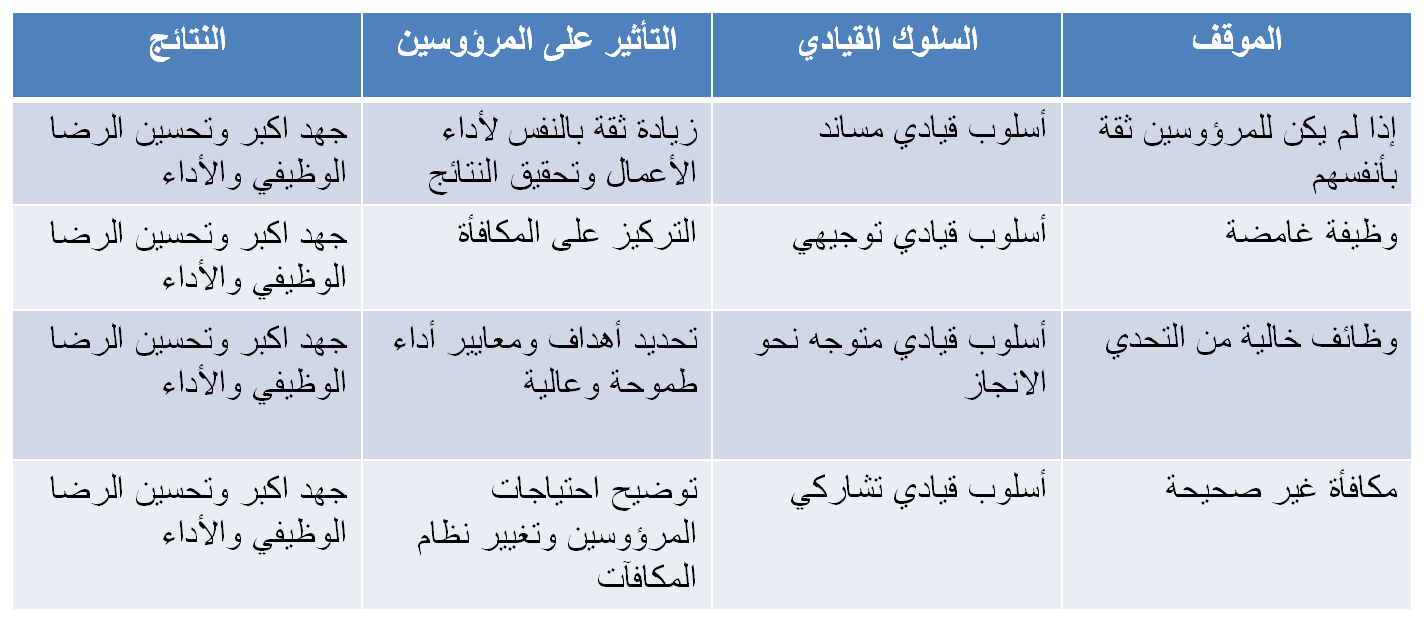 الموقف
السلوك القيادي
التأثير على المرؤوسين
النتائج
إذا لم يكن للمرؤوسين ثقة
بأنفسهم
أسلوب قيادي مساند
زيادة ثقة بالنفس لأداء
الأعمال وتحقيق النتائج
جهد اكبر وتحسين الرضا
الوظيفي والأداء
وظيفة غامضة
أسلوب قيادي توجيهي
التركيز على المكافأة
جهد اكبر وتحسين الرضا
الوظيفي والأداء
وظائف خالية من التحدي
أسلوب قيادي متوجه نحو
الانجاز
تحديد أهداف ومعايير أداء
طموحة وعالية
جهد اكبر وتحسين الرضا
الوظيفي والأداء
مكافأة غير صحيحة
أسلوب قيادي تشاركي
توضيح احتياجات
المرؤوسين وتغيير نظام
المكافآت
جهد اكبر وتحسين الرضا
الوظيفي والأداء